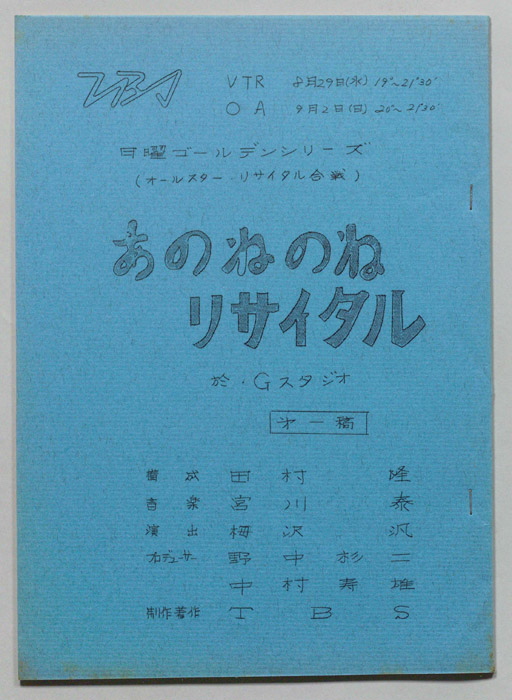 TBS VTR 8月29日(水) 19°~21°30'
OA 9月2日(日) 20°~21°30'
日曜ゴールデンシリーズ
(オールスター リサイタル合戦)
あのねのね
リサイタル
於・Gスタジオ
才一稿
構成 田村 隆
音楽 宮川 泰
演出 梅沢 汎
プロデューサー 野中杉二
中村寿雄
制作著作 TBS